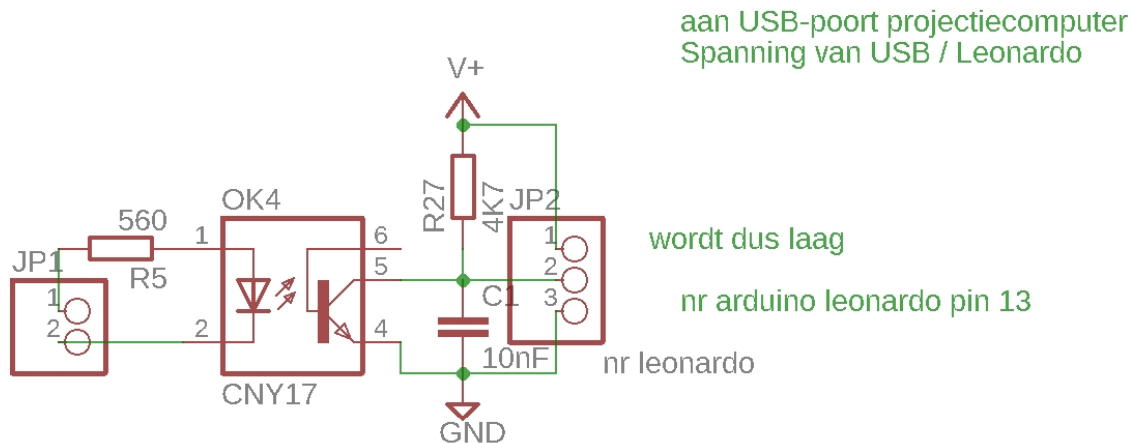 aan USB-poort projectiecomputer
Spanning van USB / Leonardo
V+
OK4
R27
4K7
JP2
560
1
6
1
wordt dus laag
JP1
R5
5
2
1
C1
3
nr arduino leonardo pin 13
2
2
4
10nF
nr leonardo
CNY17
GND